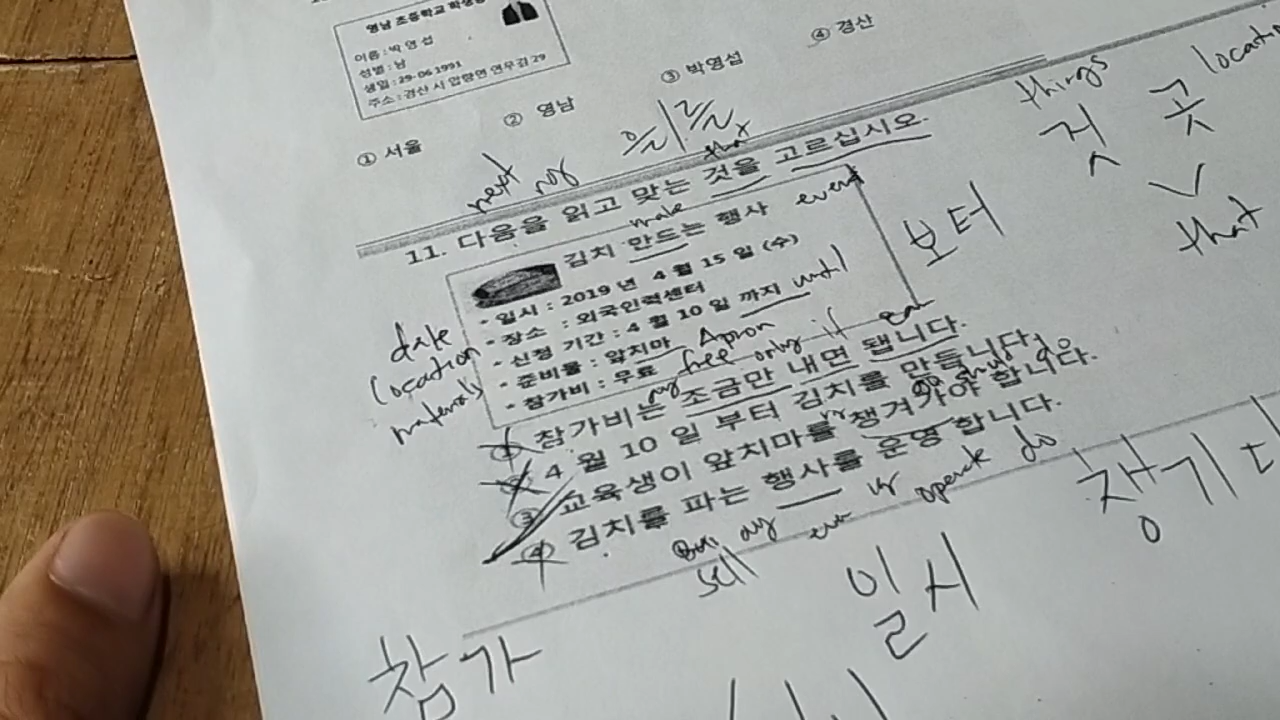 영남 초등학교
이름 : 박영섭
성별 : 남
생일 : 29-06 1991
주소 : 경산 시 압량면 연우길 29
① 서울
② 영남
③ 박영섭
④ 경산
을/를
things
것
곳
that
next
that
11. 다음을 읽고 맞는 것을 고르십시오.
make
event
김치 만드는 행사
- 일시 : 2019 년 4 월 15 일 (수)
- 장소 : 외국인력센터
- 신청 기간 : 4 월 10 일 까지 until
- 준비물 : 앞치마 Apron
- 참가비 : 무료 free only if
date
location
materials
보터
① 참가비는 조금만 내면 됩니다.
② 4 월 10 일 부터 김치를 만듭니다.
③ 교육생이 앞치마를 챙겨가야 합니다.
④ 김치를 파는 행사를 운영 합니다.
sell
operate do
챙기
일시
참가